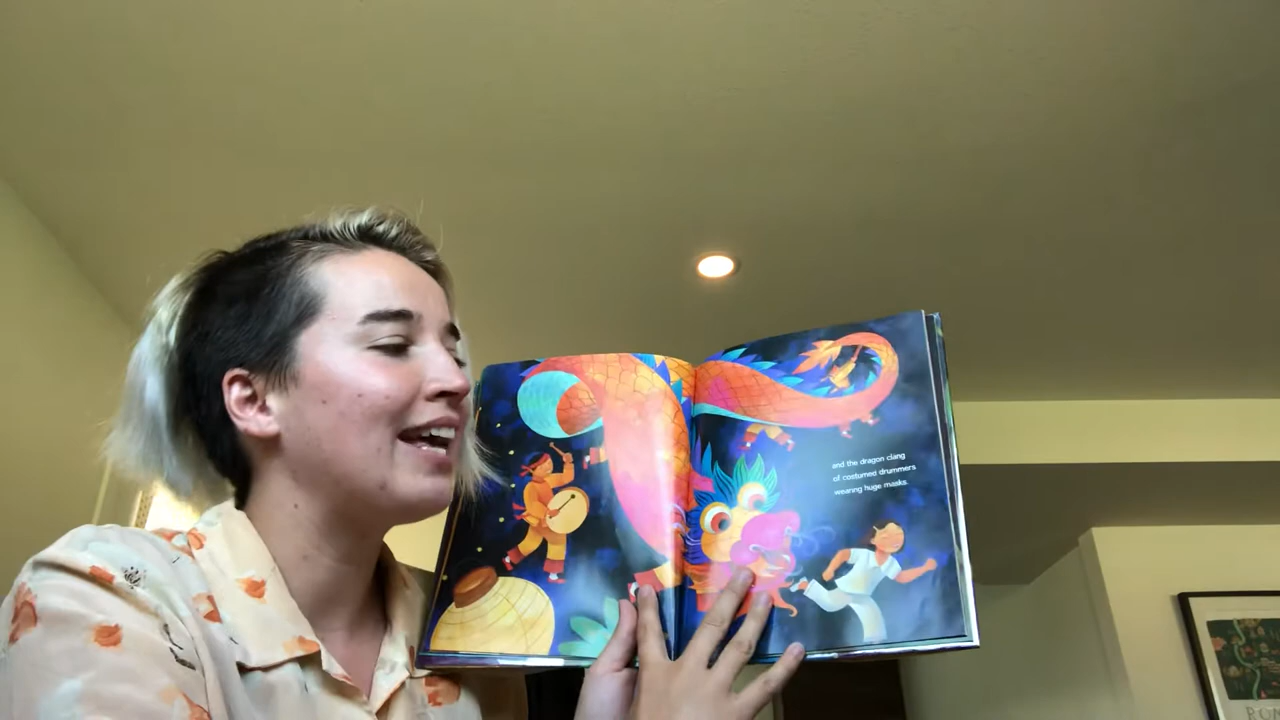 and the dragon clang
of costumed drummers
wearing huge masks.